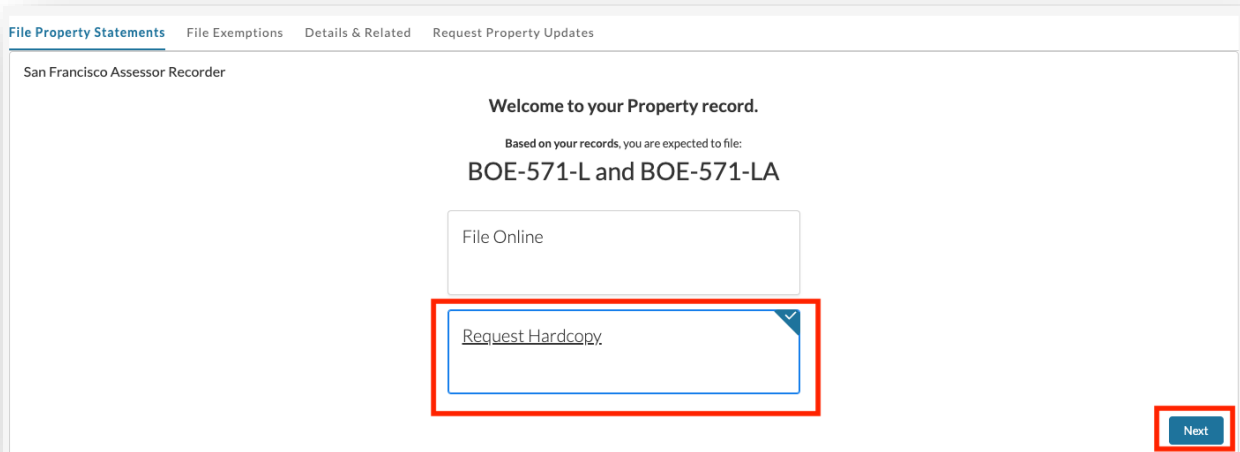 File Property Statements File Exemptions Details & Related Request Property Updates
San Francisco Assessor Recorder
Welcome to your Property record.
Based on your records, you are expected to file:
BOE-571-L and BOE-571-LA
File Online
Request Hardcopy
Next